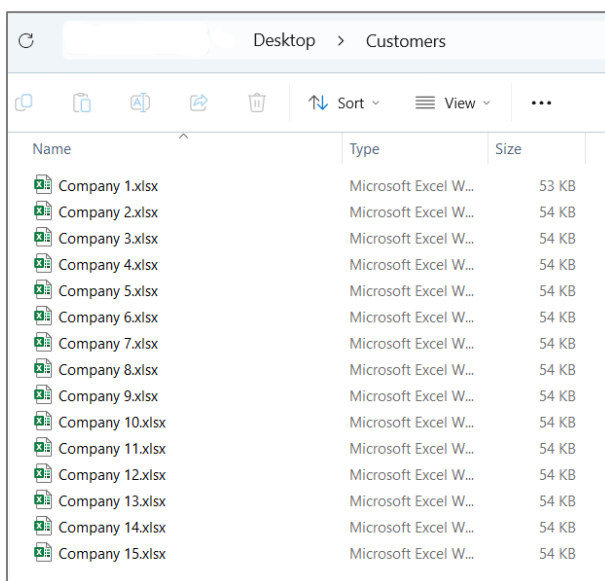 Desktop > Customers
Sort View ...
Name Type Size
Company 1.xlsx Microsoft Excel W... 53 KB
Company 2.xlsx Microsoft Excel W... 54 KB
Company 3.xlsx Microsoft Excel W... 54 KB
Company 4.xlsx Microsoft Excel W... 54 KB
Company 5.xlsx Microsoft Excel W... 54 KB
Company 6.xlsx Microsoft Excel W... 54 KB
Company 7.xlsx Microsoft Excel W... 54 KB
Company 8.xlsx Microsoft Excel W... 54 KB
Company 9.xlsx Microsoft Excel W... 54 KB
Company 10.xlsx Microsoft Excel W... 54 KB
Company 11.xlsx Microsoft Excel W... 54 KB
Company 12.xlsx Microsoft Excel W... 54 KB
Company 13.xlsx Microsoft Excel W... 54 KB
Company 14.xlsx Microsoft Excel W... 54 KB
Company 15.xlsx Microsoft Excel W... 54 KB